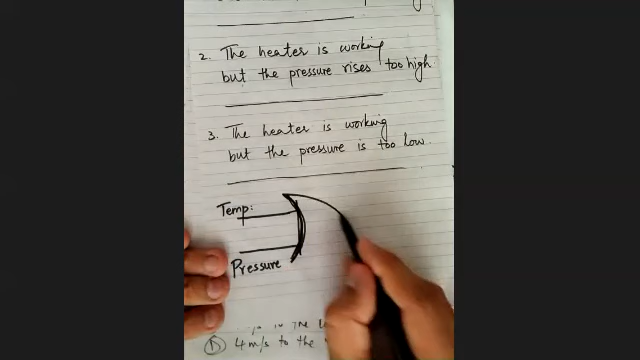 2. The heater is working
but the pressure rises too high.
3. The heater is working
but the pressure is too low.
Temp:
Pressure
4 m/s to the